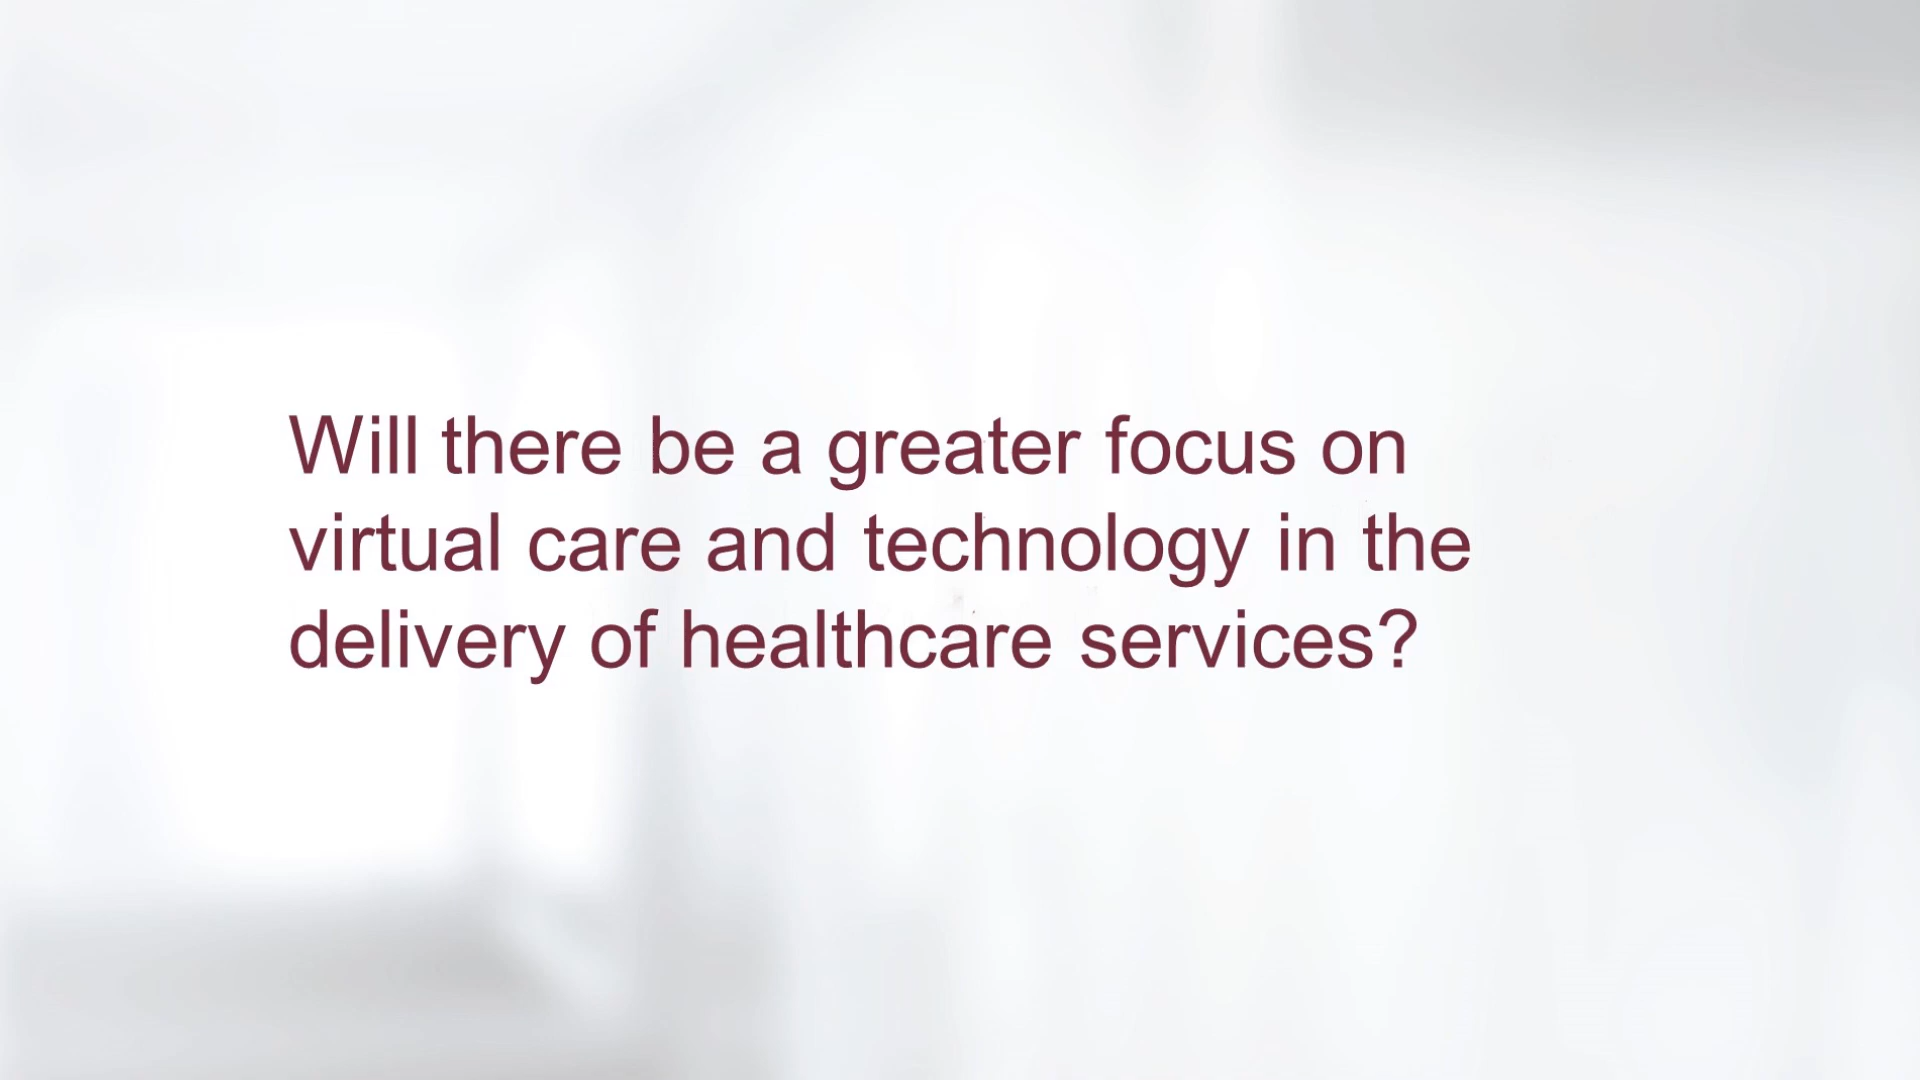 Will there be a greater focus on
virtual care and technology in the
delivery of healthcare services?